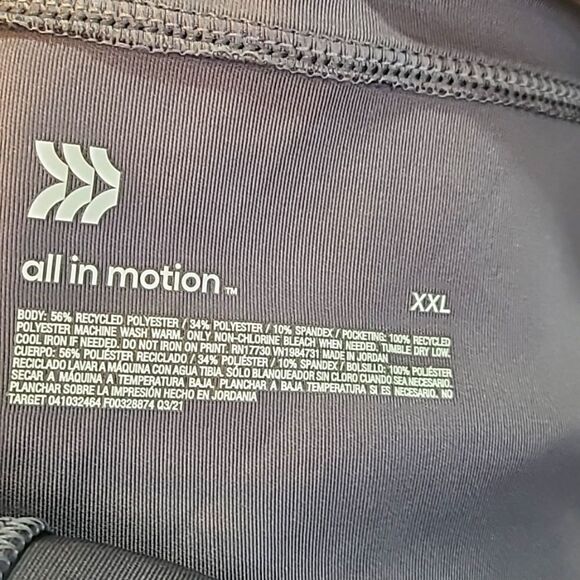 all in motion™
XXL
BODY: 56% RECYCLED POLYESTER / 34% POLYESTER / 10% SPANDEX / POCKETING: 100% RECYCLED
POLYESTER MACHINE WASH WARM. ONLY NON-CHLORINE BLEACH WHEN NEEDED. TUMBLE DRY LOW.
COOL IRON IF NEEDED. DO NOT IRON ON PRINT. RN17730 VN1984731 MADE IN JORDAN
CUERPO: 56% POLIÉSTER RECICLADO / 34% POLIÉSTER / 10% SPANDEX / BOLSILLO: 100% POLIÉSTER
RECICLADO LAVAR A MÁQUINA CON AGUA TIBIA. SÓLO BLANQUEADOR SIN CLORO CUANDO SEA NECESARIO.
SECAR A MÁQUINA A TEMPERATURA BAJA. PLANCHAR A BAJA TEMPERATURA SI ES NECESARIO. NO
PLANCHAR SOBRE LA IMPRESIÓN HECHO EN JORDANIA
TARGET 041032464 F00328874 Q3/21